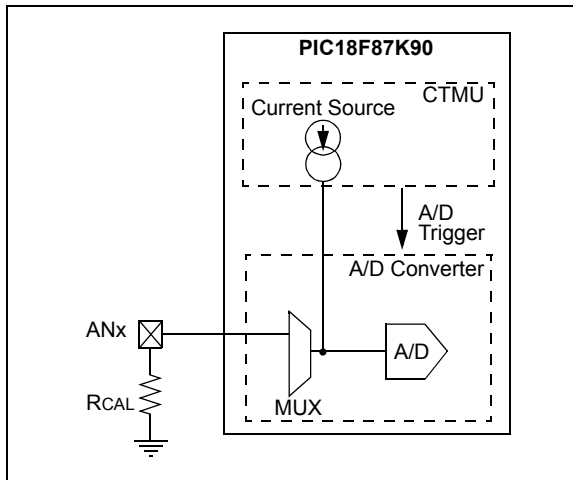 PIC18F87K90
CTMU
Current Source
A/D
Trigger
A/D Converter
ANx
A/D
RCAL
MUX